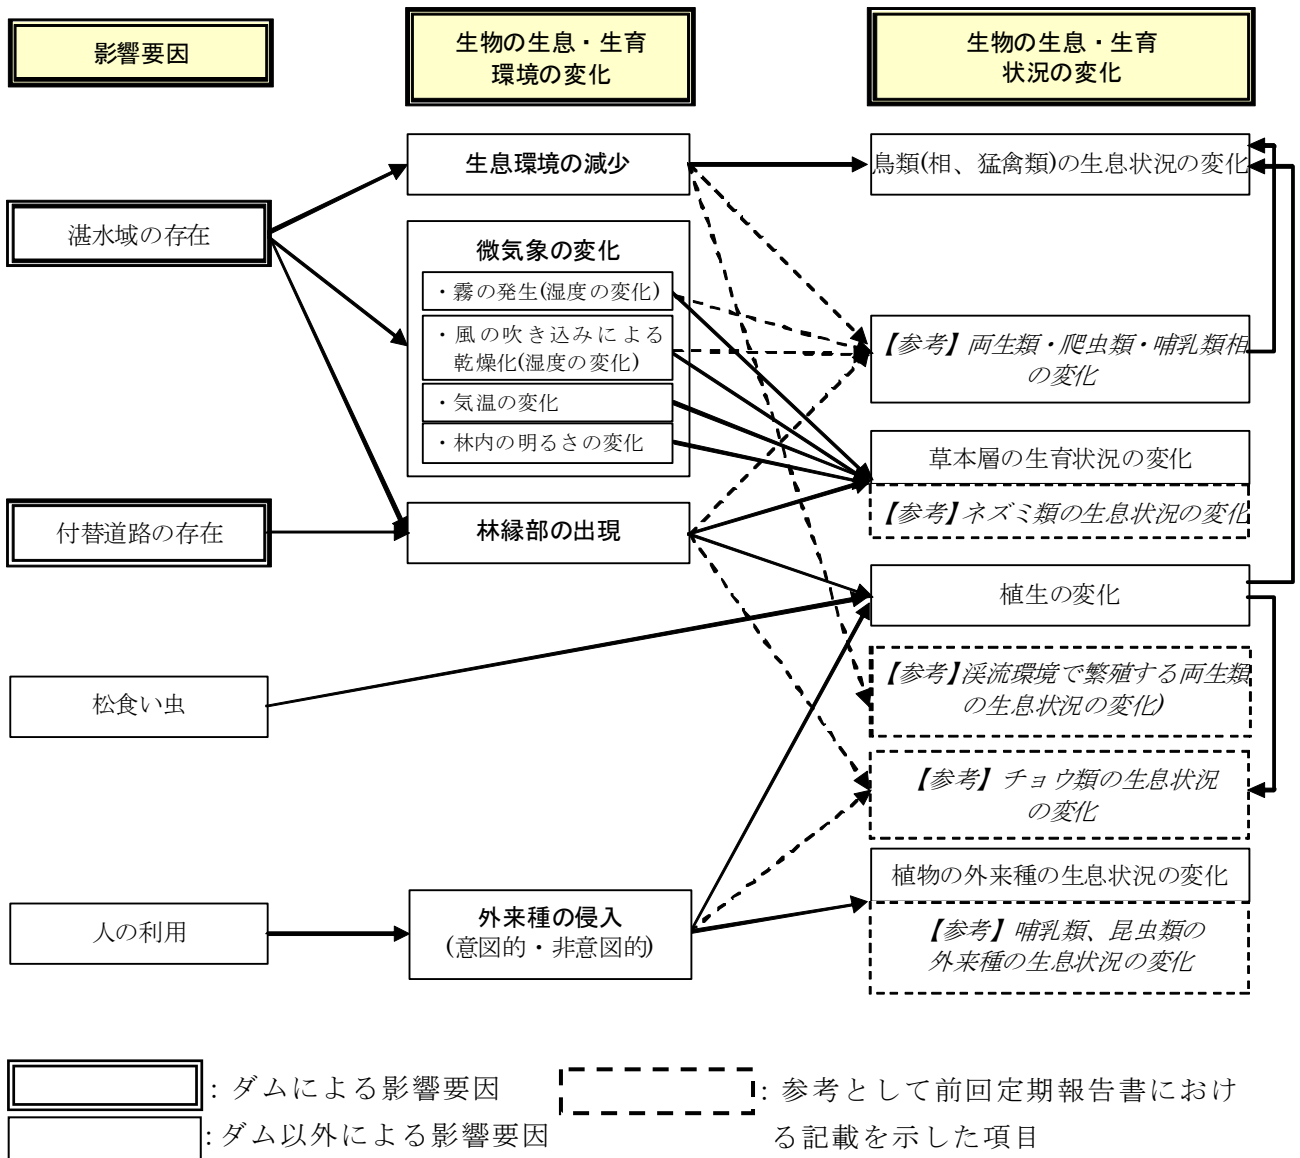 影響要因
生物の生息・生育
環境の変化
生物の生息・生育
状況の変化
湛水域の存在
付替道路の存在
松食い虫
人の利用
生息環境の減少
微気象の変化
・霧の発生(湿度の変化)
・風の吹き込みによる
乾燥化(湿度の変化)
・気温の変化
・林内の明るさの変化
林縁部の出現
外来種の侵入
(意図的・非意図的)
鳥類(相、猛禽類)の生息状況の変化
【参考】両生類・爬虫類・哺乳類相
の変化
草本層の生育状況の変化
【参考】ネズミ類の生息状況の変化
植生の変化
【参考】渓流環境で繁殖する両生類
の生息状況の変化)
【参考】チョウ類の生息状況
の変化
植物の外来種の生息状況の変化
【参考】哺乳類、昆虫類の
外来種の生息状況の変化
:ダムによる影響要因
:ダム以外による影響要因
:参考として前回定期報告書におけ
る記載を示した項目